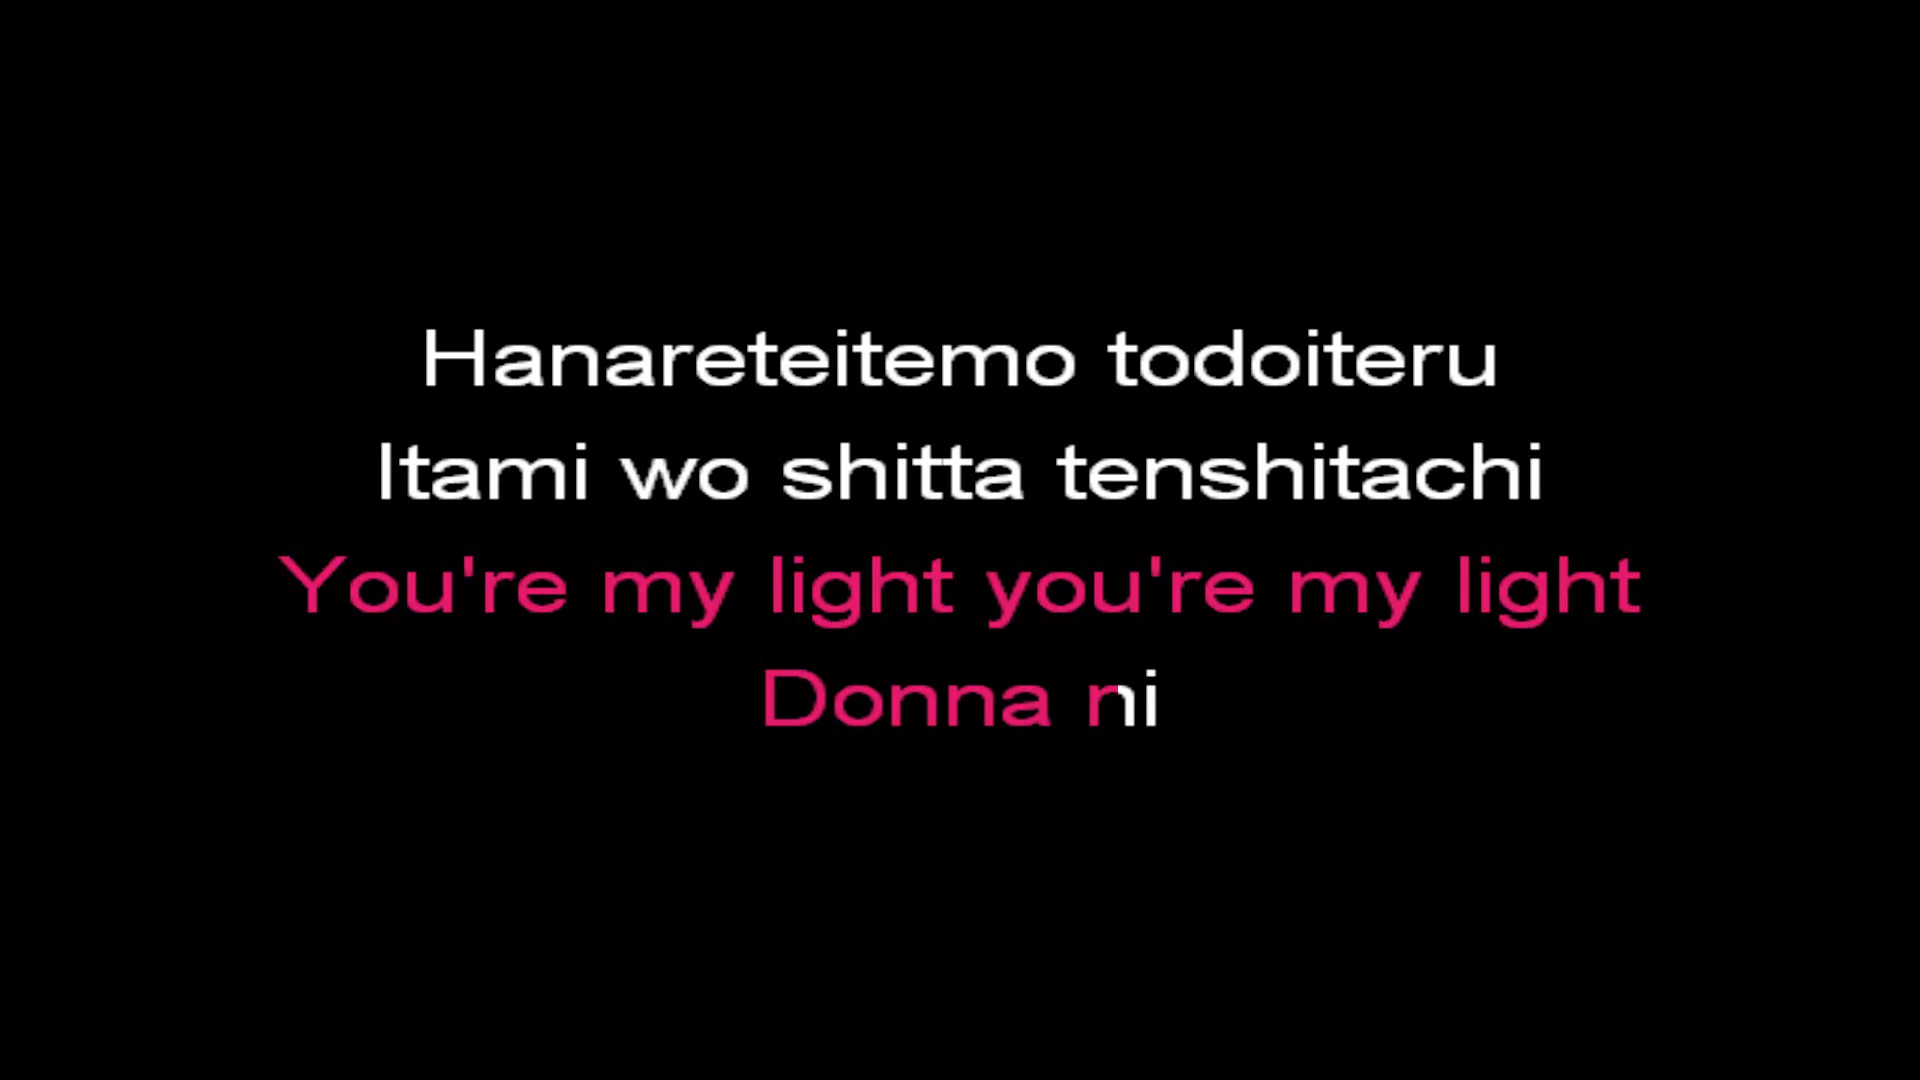 Hanareteitemo todoiteru
Itami wo shitta tenshitachi
You're my light you're my light
Donna ni